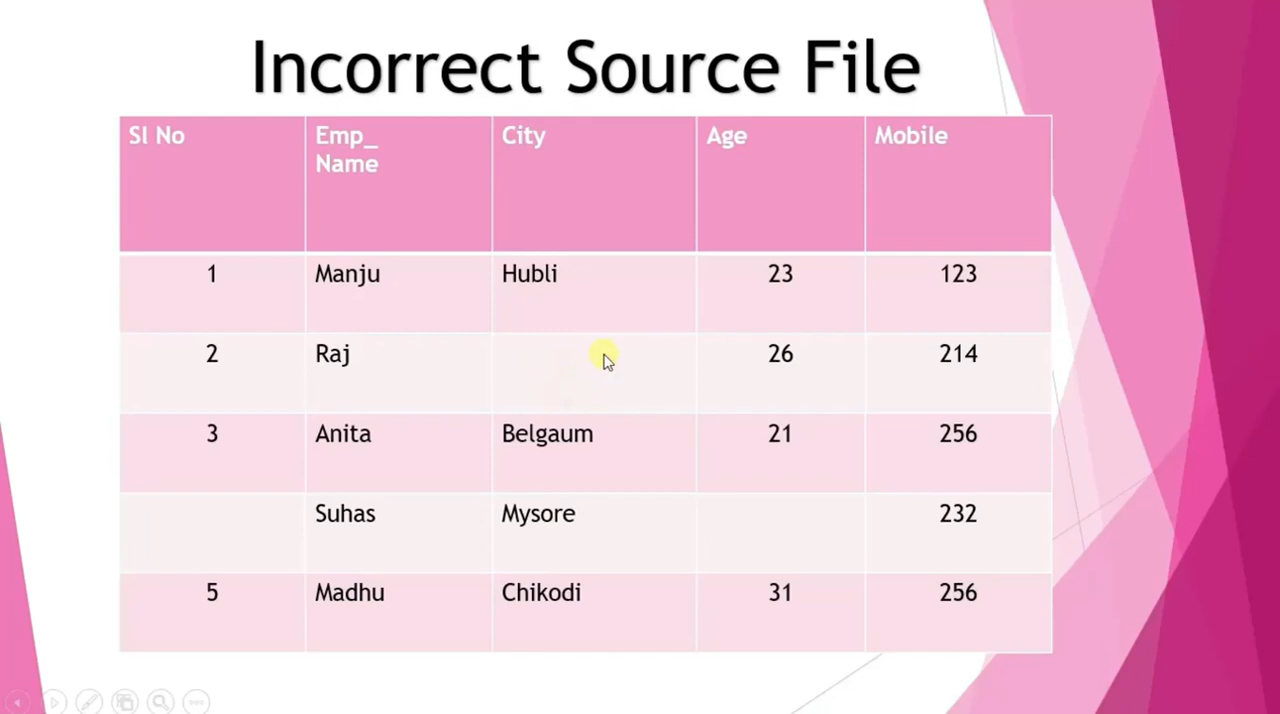 Incorrect Source File
Sl No Emp_ City Age Mobile
Name
1 Manju Hubli 23 123
2 Raj 26 214
3 Anita Belgaum 21 256
Suhas Mysore 232
5 Madhu Chikodi 31 256